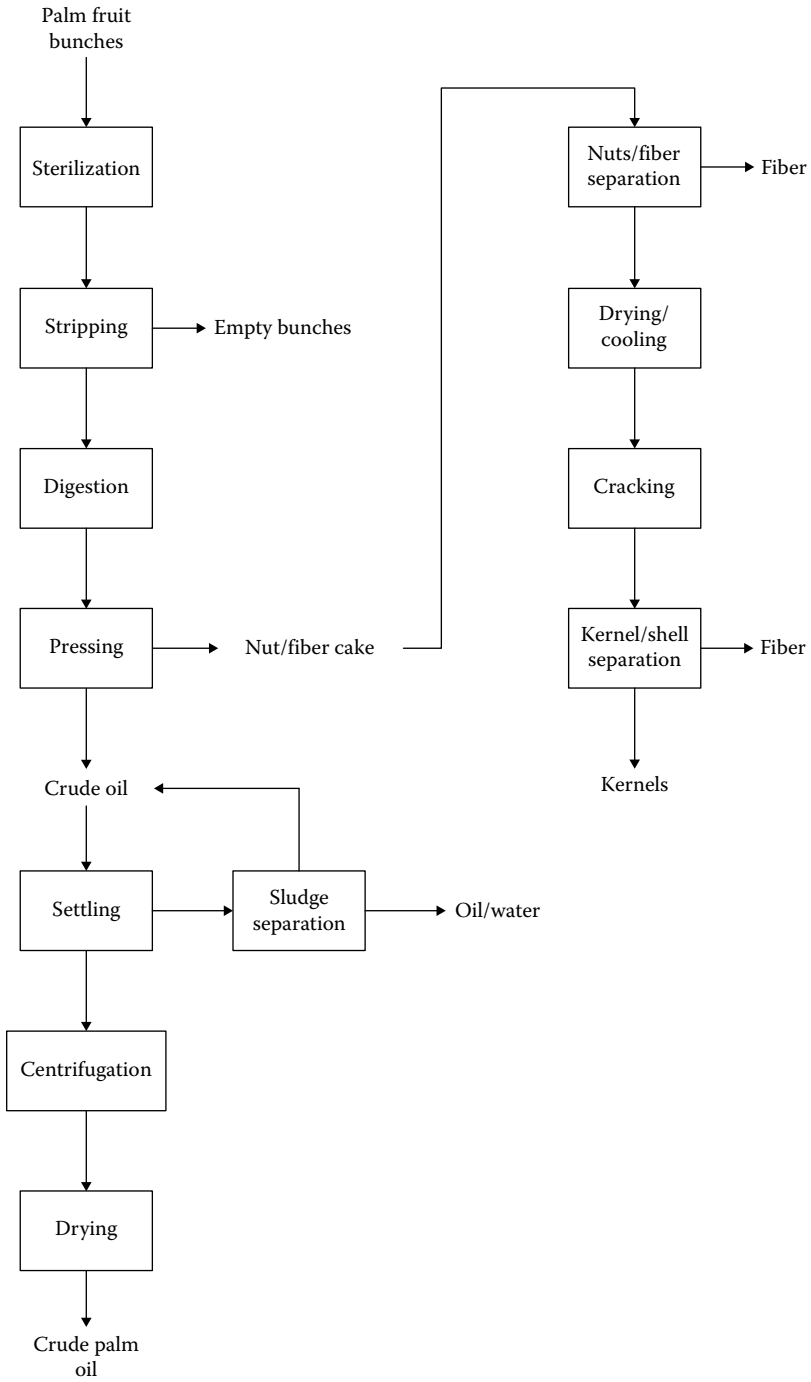 Palm fruit
bunches
Sterilization
Stripping
Empty bunches
Digestion
Pressing
Nut/fiber cake
Crude oil
Settling
Sludge
separation
Oil/water
Centrifugation
Drying
Crude palm
oil
Nuts/fiber
separation
Fiber
Drying/
cooling
Cracking
Kernel/shell
separation
Fiber
Kernels